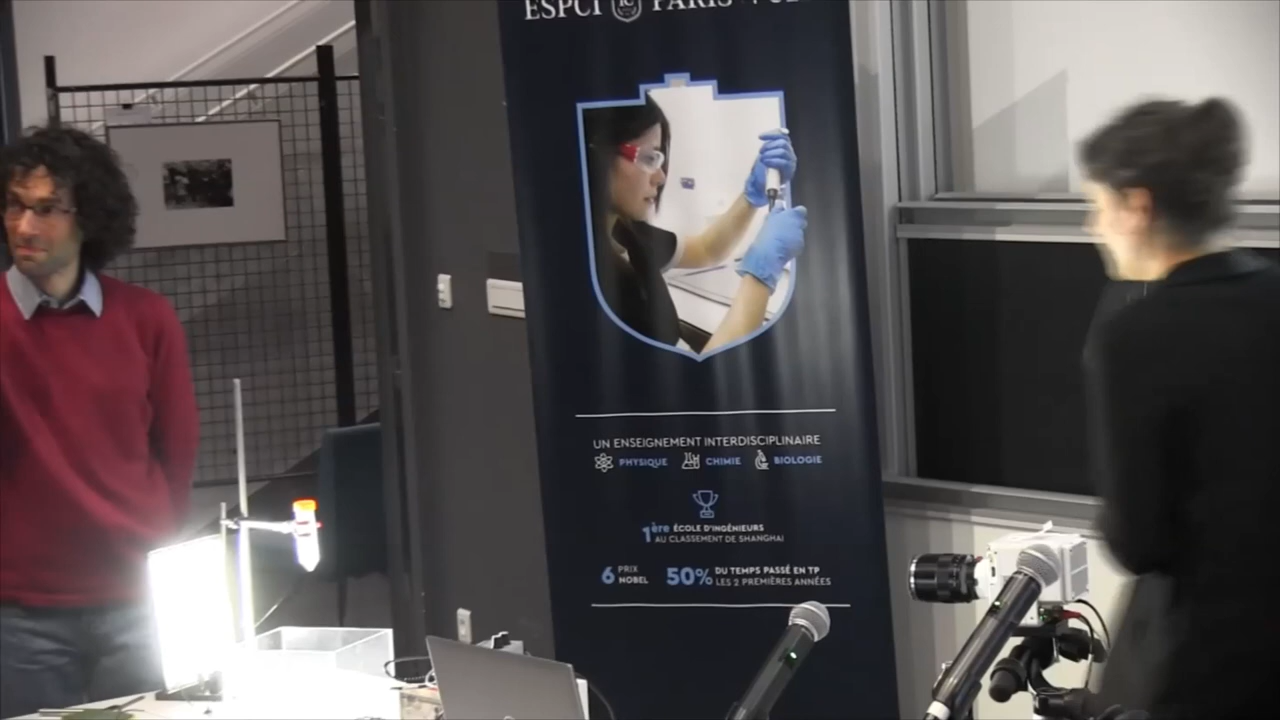 ESPCI PARIS
UN ENSEIGNEMENT INTERDISCIPLINAIRE
PHYSIQUE CHIMIE BIOLOGIE
1ère ÉCOLE D'INGÉNIEURS
AU CLASSEMENT DE SHANGHAI
6 PRIX NOBEL
50% DU TEMPS PASSÉ EN TP
LES 2 PREMIÈRES ANNÉES